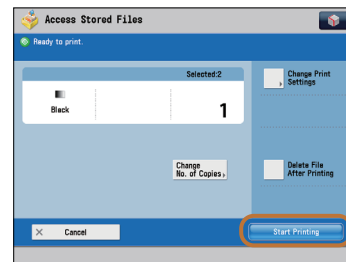 Access Stored Files
Ready to print.
Selected:2
Black
1
Change
No. of Copies
Change Print
Settings
Delete File
After Printing
× Cancel
Start Printing